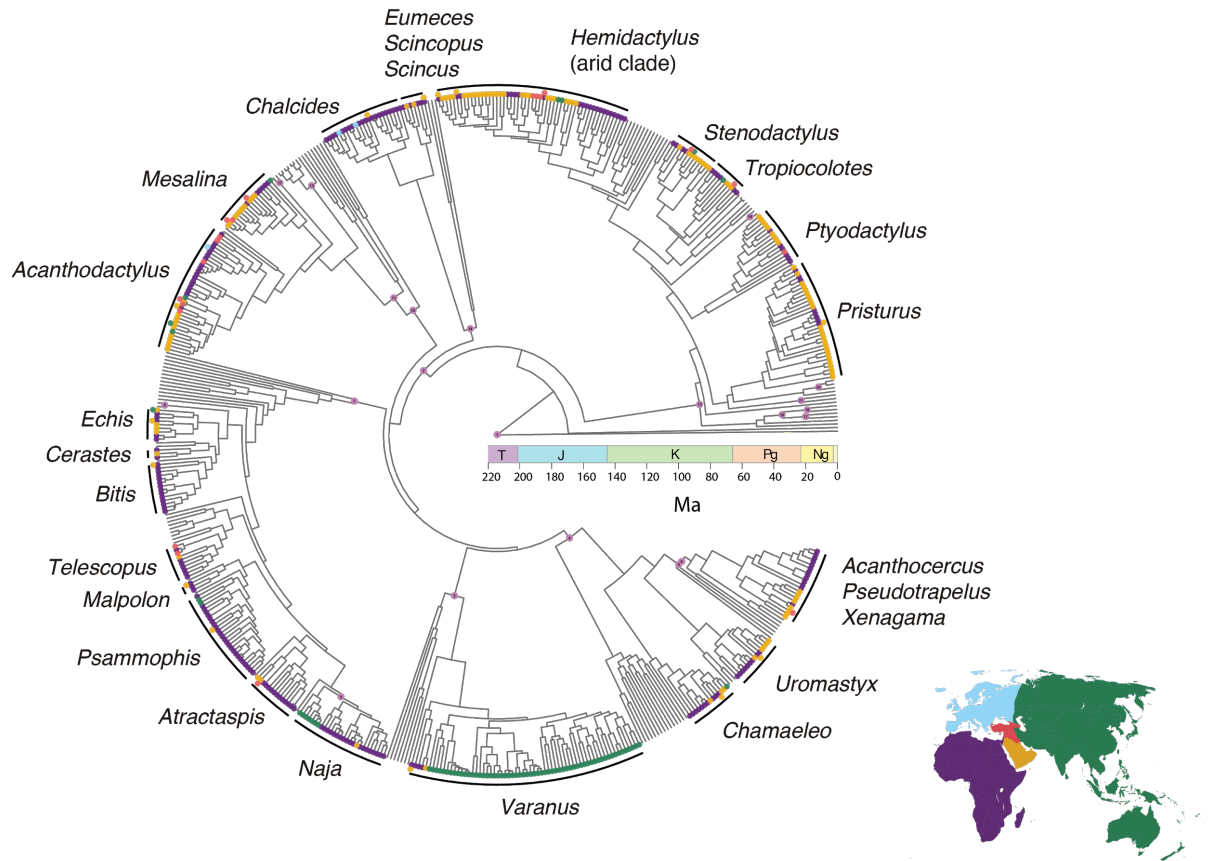 Eumeces
Scincopus
Scincus
Hemidactylus
(arid clade)
Chalcides
Stenodactylus
Tropiocolotes
Mesalina
Ptyodactylus
Acanthodactylus
Pristurus
Echis
Cerastes
Bitis
T J K Pg Ng
220 200 180 160 140 120 100 80 60 40 20 0
Ma
Telescopus
Malpolon
Psammophis
Atractaspis
Naja
Varanus
Acanthocercus
Pseudotrapelus
Xenagama
Uromastyx
Chamaeleo